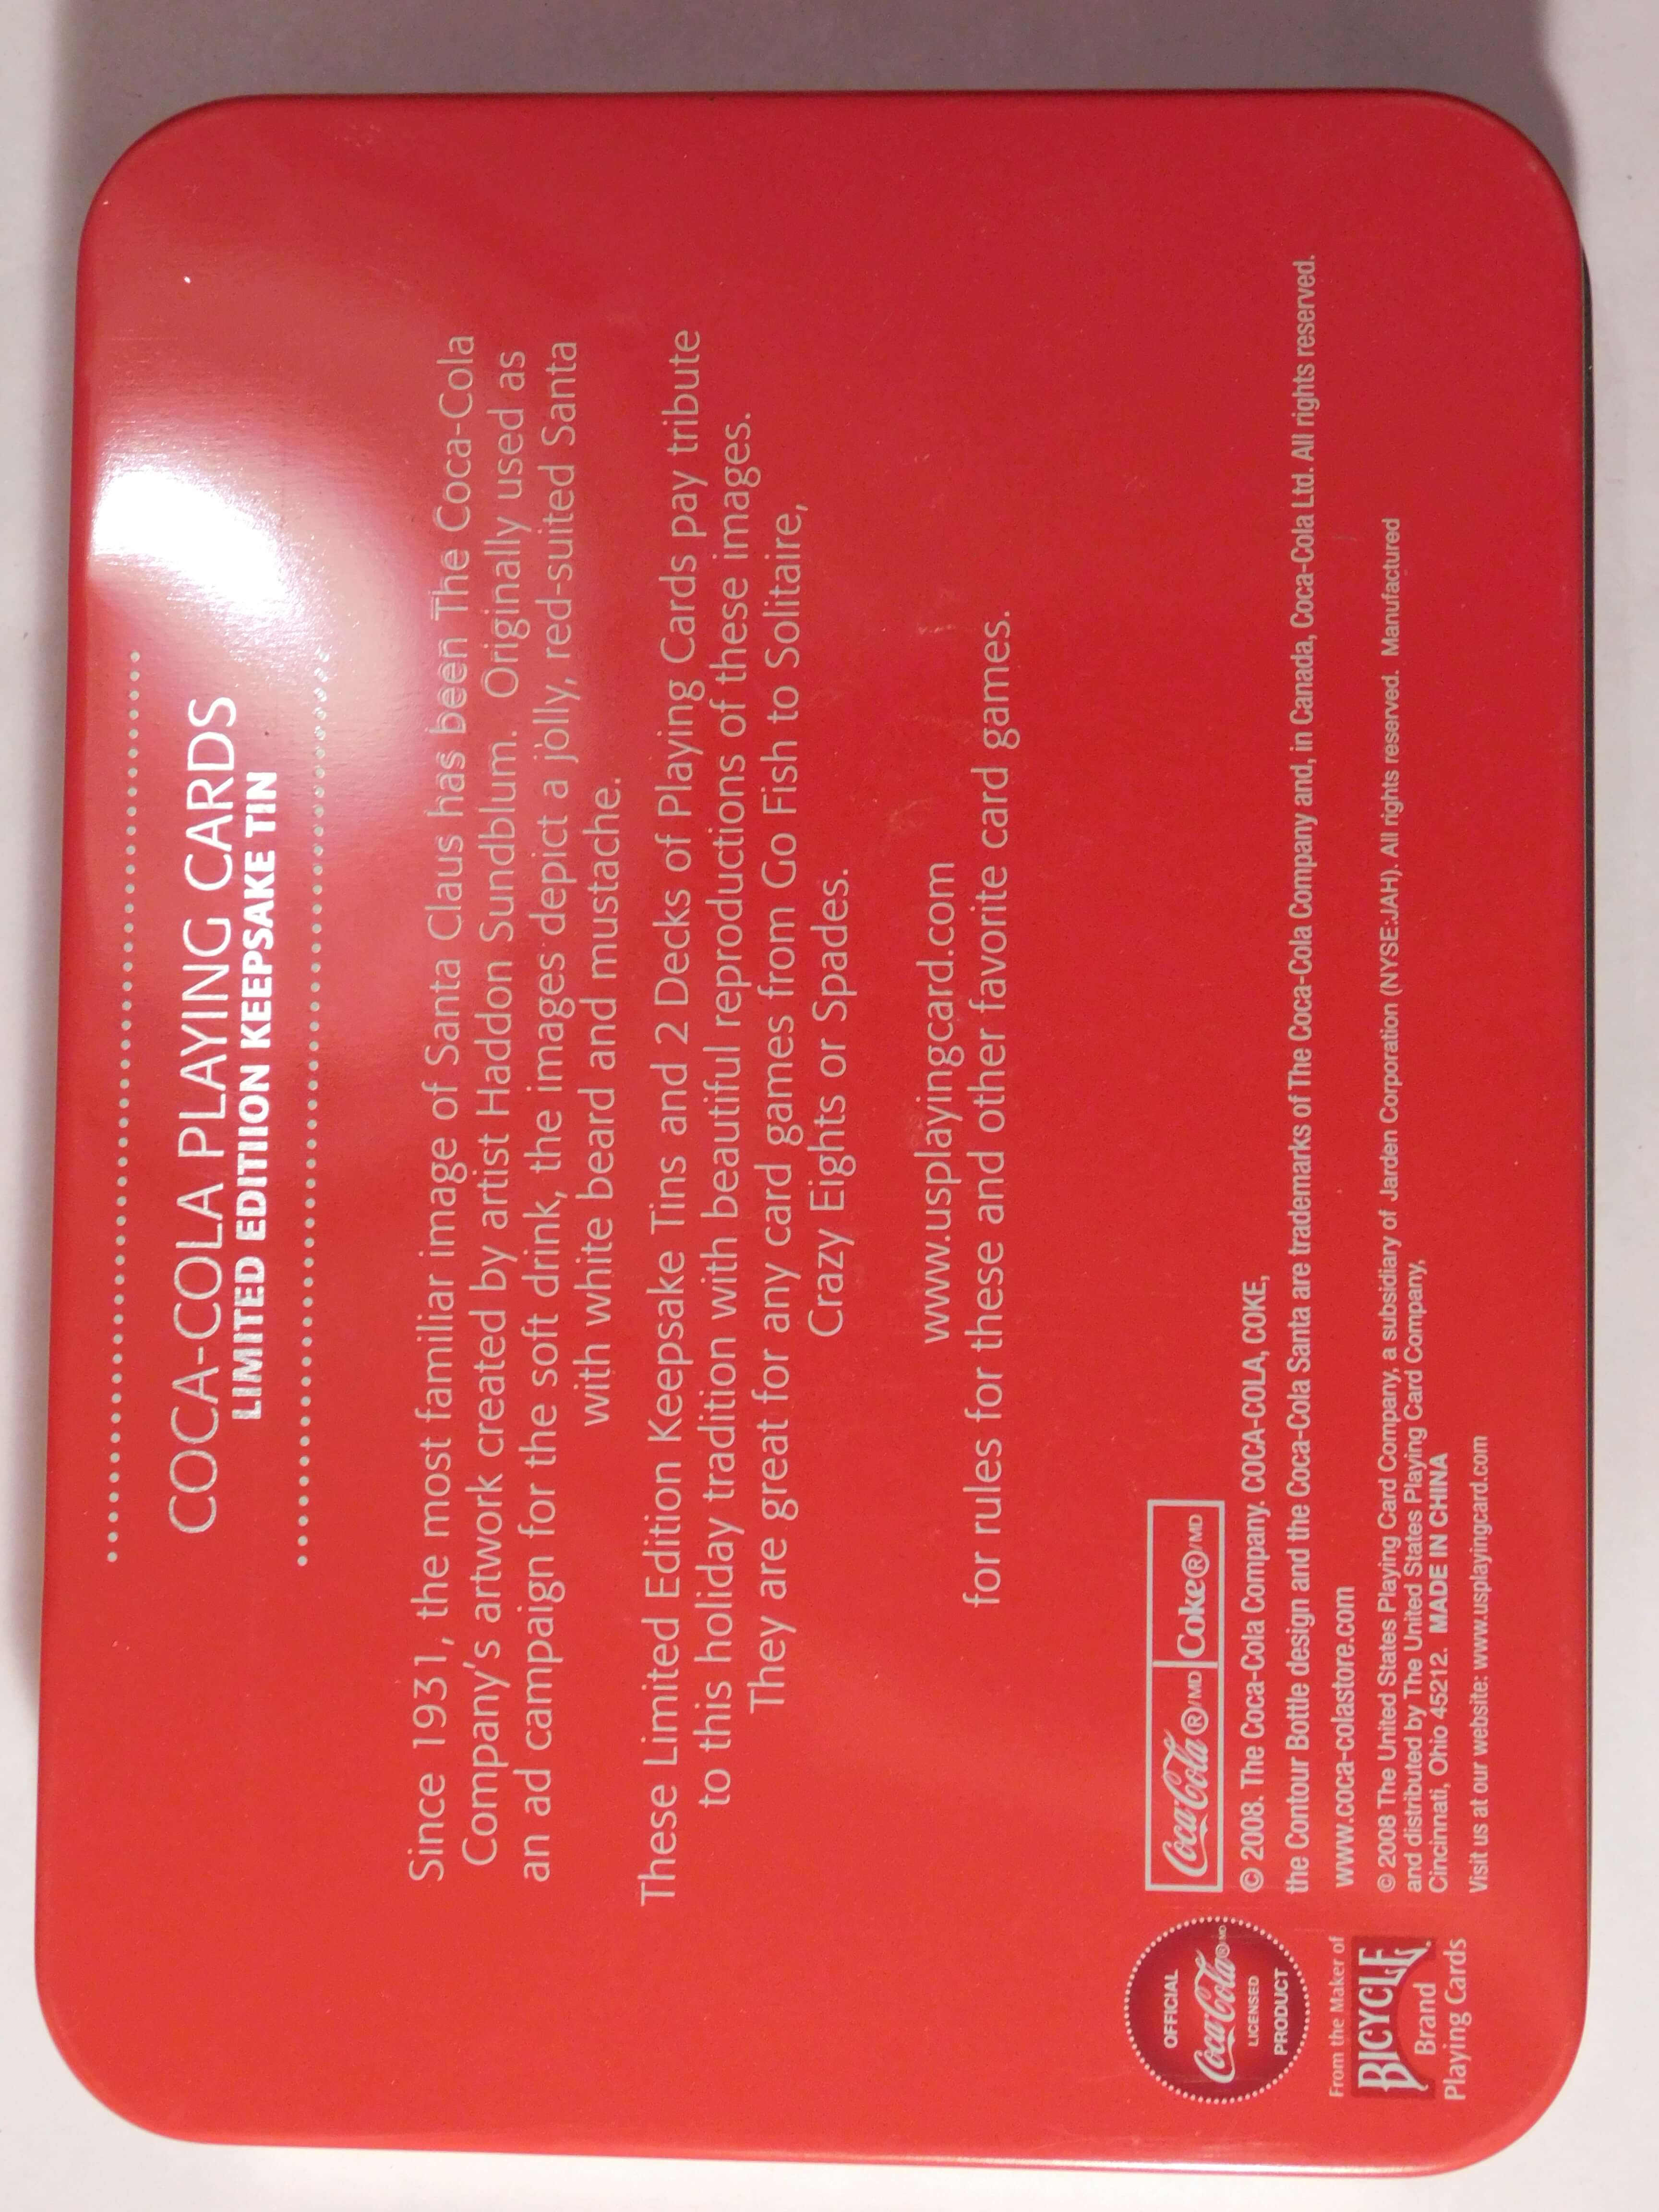 COCA-COLA PLAYING CARDS
LIMITED EDITIION KEEPSAKE TIN
Since 1931, the most familiar image of Santa Claus has been The Coca-Cola
Company's artwork created by artist Haddon Sundblum. Originally used as
an ad campaign for the soft drink, the images depict a jolly, red-suited Santa
with white beard and mustache.
These Limited Edition Keepsake Tins and 2 Decks of Playing Cards pay tribute
to this holiday tradition with beautiful reproductions of these images.
They are great for any card games from Go Fish to Solitaire,
Crazy Eights or Spades.
www.usplayingcard.com
for rules for these and other favorite card games.
OFFICIAL
Coca-Cola®/MD
LICENSED
PRODUCT
Coca-Cola®/MD Coke®/MD
© 2008. The Coca-Cola Company. COCA-COLA, COKE,
the Contour Bottle design and the Coca-Cola Santa are trademarks of The Coca-Cola Company and, in Canada, Coca-Cola Ltd. All rights reserved.
www.coca-colastore.com
From the Maker of
BICYCLE®
Brand
Playing Cards
© 2008 The United States Playing Card Company, a subsidiary of Jarden Corporation (NYSE:JAH). All rights reserved. Manufactured
and distributed by The United States Playing Card Company,
Cincinnati, Ohio 45212. MADE IN CHINA
Visit us at our website: www.usplayingcard.com